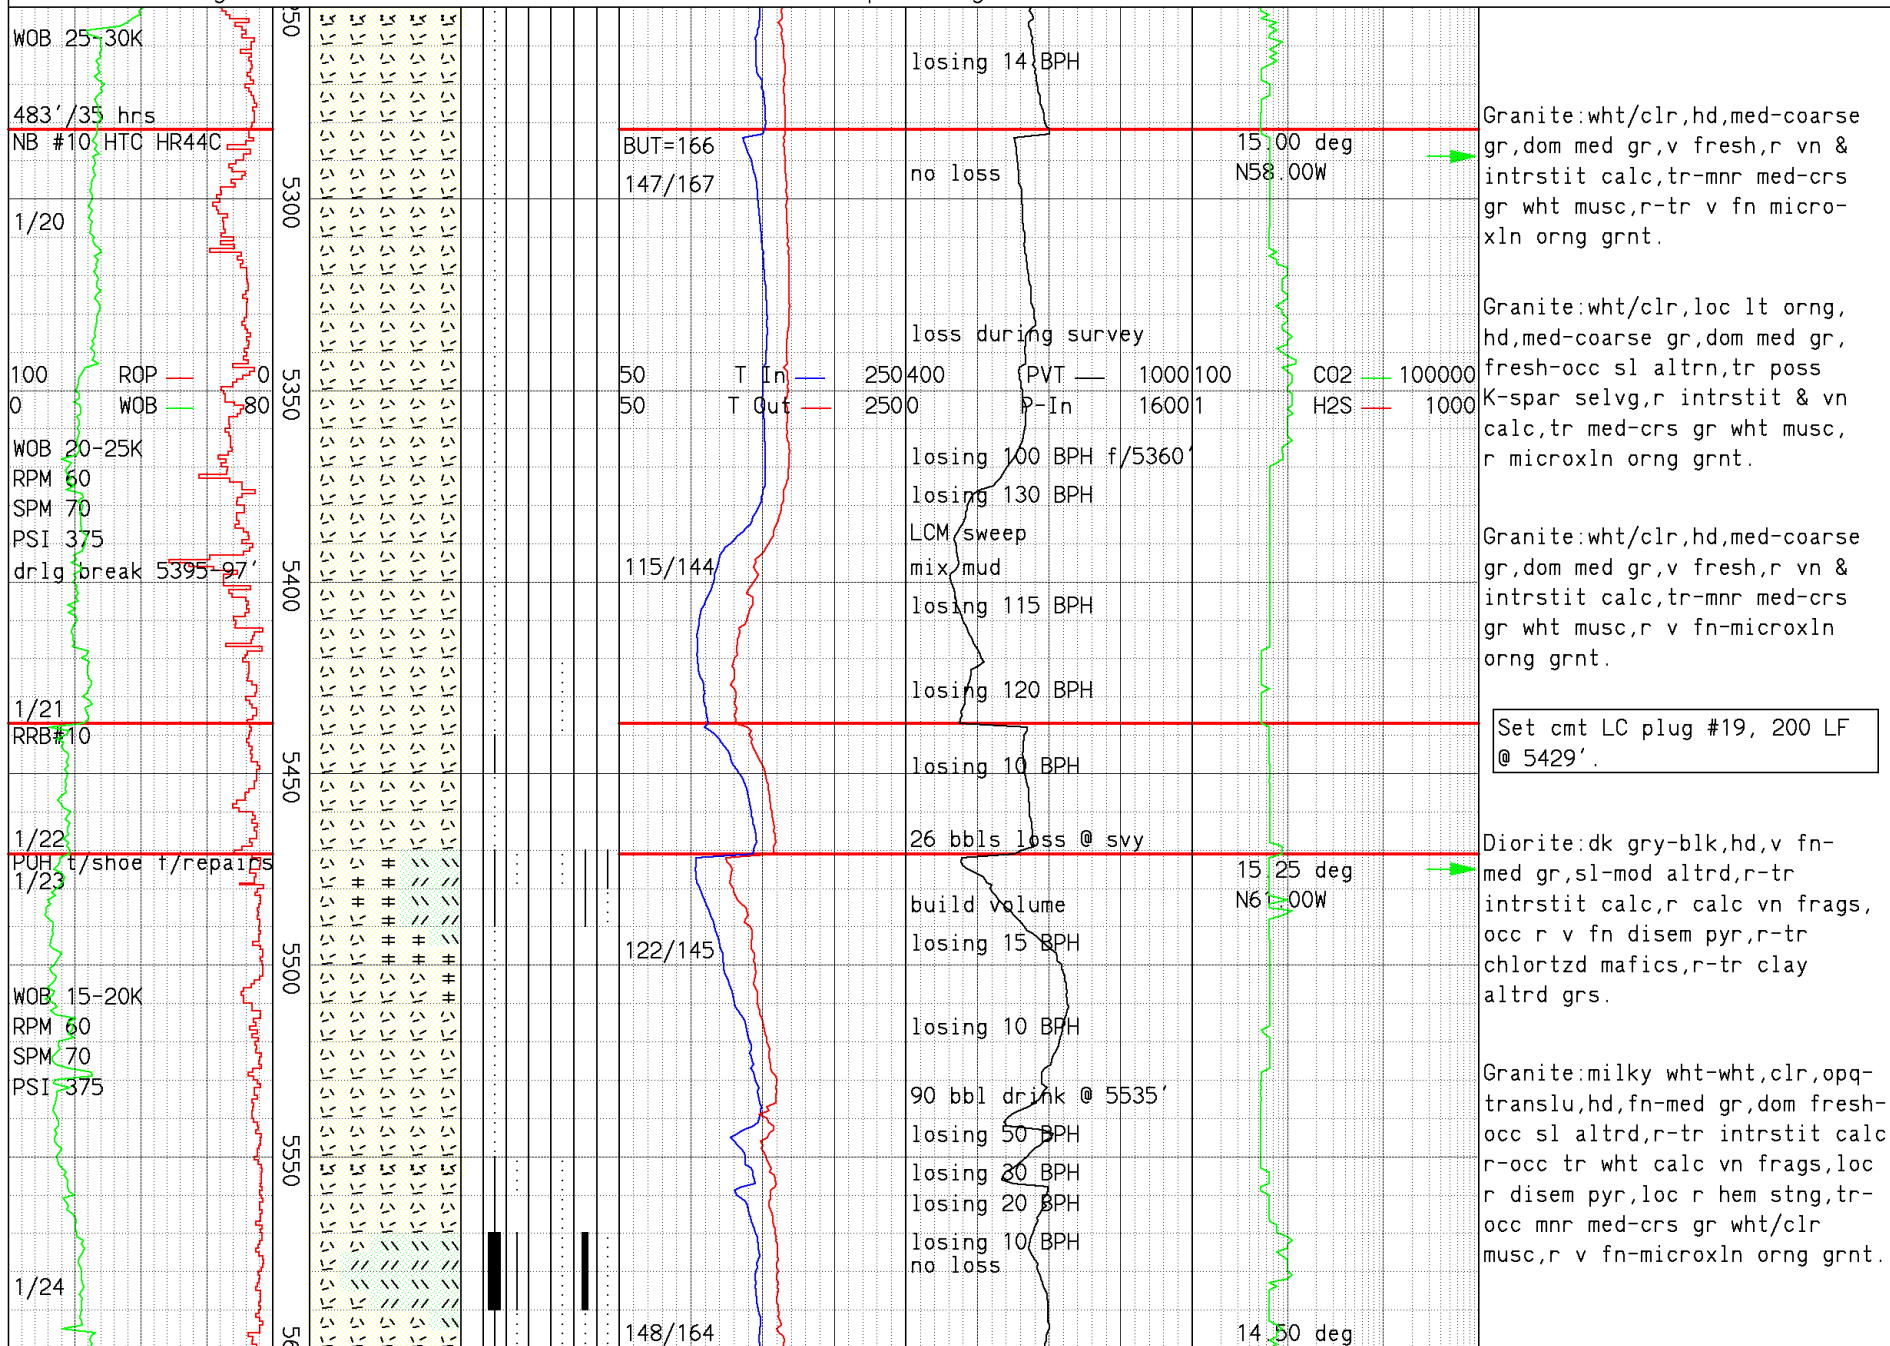 WOB 25-30K
483'/35 hrs
NB #10 HTC HR44C
1/20
100 ROP 0
0 WOB 80
WOB 20-25K
RPM 60
SPM 70
PSI 375
drlg break 5395-97'
1/21
RRB#10
1/22
POH t/shoe f/repairs
1/23
WOB 15-20K
RPM 60
SPM 70
PSI 375
1/24
50
5300
5350
5400
5450
5500
5550
56
BUT=166
147/167
50 T In 250
50 T Out 250
115/144
122/145
148/164
losing 14 BPH
no loss
loss during survey
400 PVT 1000
0 P-In 1600
losing 100 BPH f/5360'
losing 130 BPH
LCM sweep
mix mud
losing 115 BPH
losing 120 BPH
losing 10 BPH
26 bbls loss @ svy
build volume
losing 15 BPH
losing 10 BPH
90 bbl drink @ 5535'
losing 50 BPH
losing 30 BPH
losing 20 BPH
losing 10 BPH
no loss
15.00 deg
N58.00W
100 CO2 100000
1 H2S 1000
15.25 deg
N61.00W
14.50 deg
Granite:wht/clr,hd,med-coarse
gr,dom med gr,v fresh,r vn &
intrstit calc,tr-mnr med-crs
gr wht musc,r-tr v fn micro-
xln orng grnt.
Granite:wht/clr,loc lt orng,
hd,med-coarse gr,dom med gr,
fresh-occ sl altrn,tr poss
K-spar selvg,r intrstit & vn
calc,tr med-crs gr wht musc,
r microxln orng grnt.
Granite:wht/clr,hd,med-coarse
gr,dom med gr,v fresh,r vn &
intrstit calc,tr-mnr med-crs
gr wht musc,r v fn-microxln
orng grnt.
Set cmt LC plug #19, 200 LF
@ 5429'.
Diorite:dk gry-blk,hd,v fn-
med gr,sl-mod altrd,r-tr
intrstit calc,r calc vn frags,
occ r v fn disem pyr,r-tr
chlortzd mafics,r-tr clay
altrd grs.
Granite:milky wht-wht,clr,opq-
translu,hd,fn-med gr,dom fresh-
occ sl altrd,r-tr intrstit calc
r-occ tr wht calc vn frags,loc
r disem pyr,loc r hem stng,tr-
occ mnr med-crs gr wht/clr
musc,r v fn-microxln orng grnt.